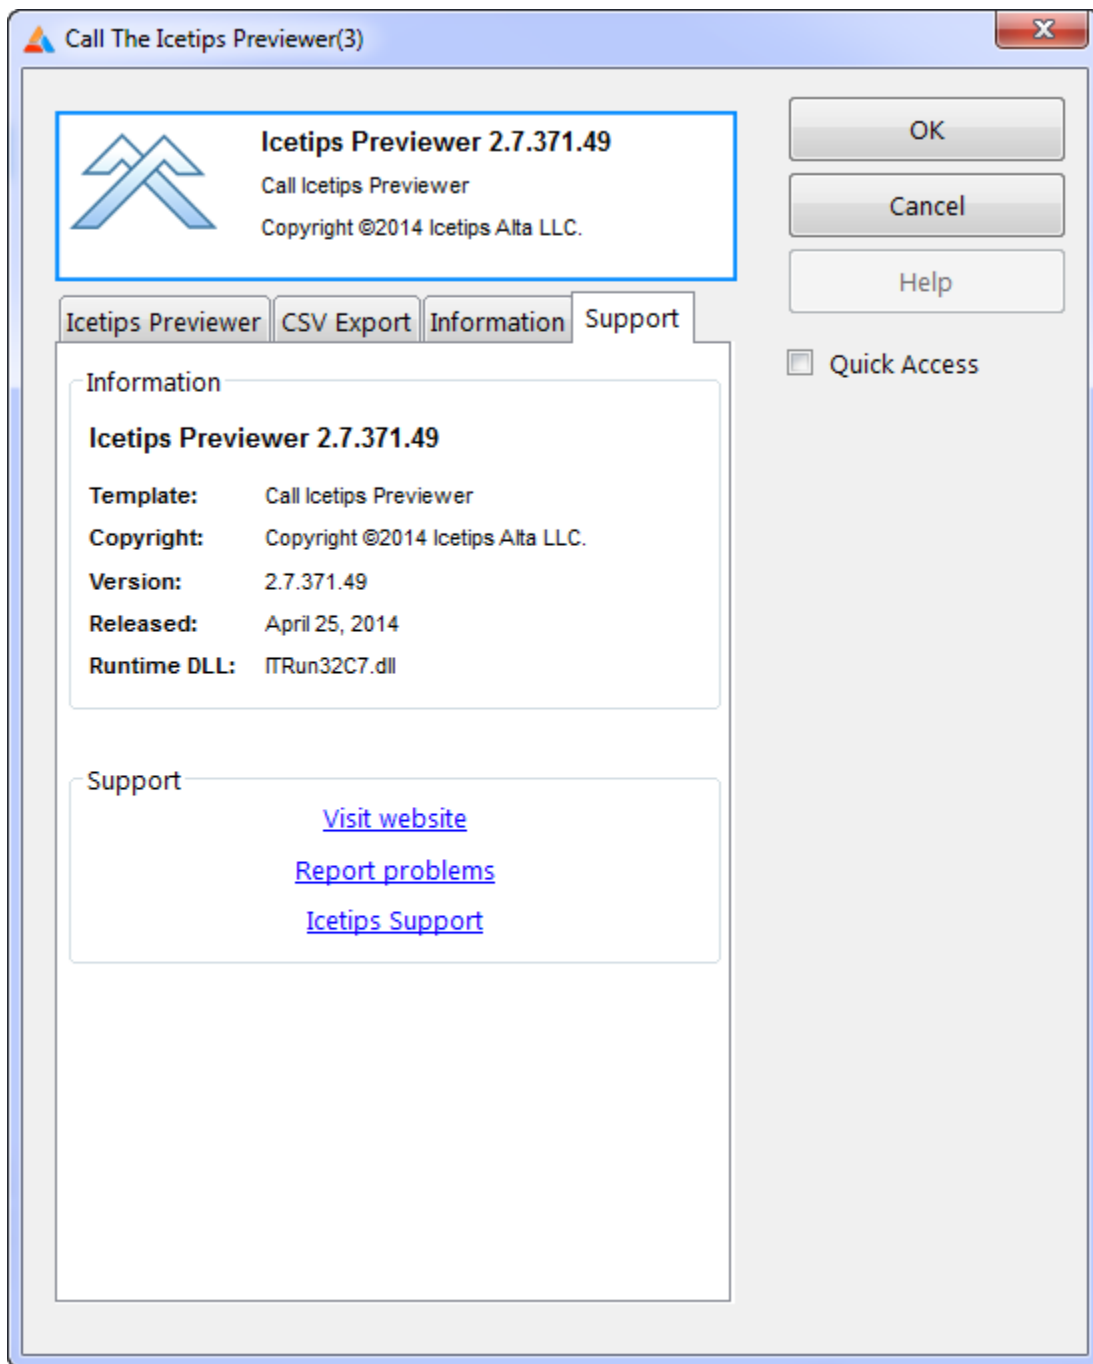 Call The Icetips Previewer(3)
Icetips Previewer 2.7.371.49
Call Icetips Previewer
Copyright ©2014 Icetips Alta LLC.
OK
Cancel
Help
Quick Access
Icetips Previewer CSV Export Information Support
Information
Icetips Previewer 2.7.371.49
Template: Call Icetips Previewer
Copyright: Copyright ©2014 Icetips Alta LLC.
Version: 2.7.371.49
Released: April 25, 2014
Runtime DLL: ITRun32C7.dll
Support
Visit website
Report problems
Icetips Support